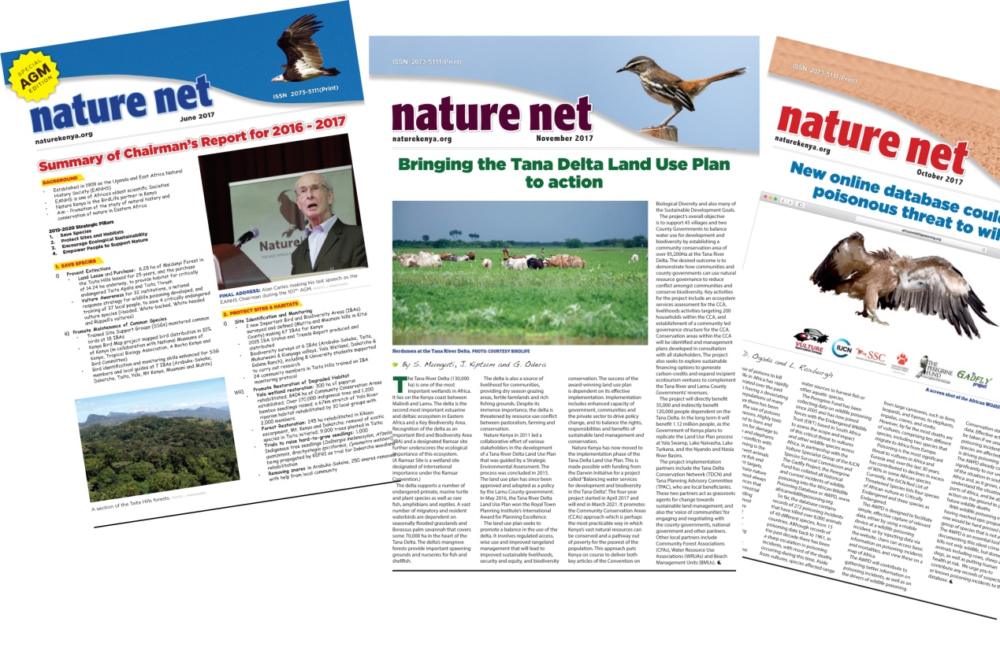 SPECIAL
AGM
EDITION
ISSN 2073-5111(Print)
nature net
June 2017
naturekenya.org
Summary of Chairman's Report for 2016 - 2017
BACKGROUND
• Established in 1909 as the Uganda and East Africa Natural
History Society (EANHS)
• EANHS is one of Africa's oldest scientific Societies
• Nature Kenya is the BirdLife partner in Kenya
• Aim - Promotion of the study of natural history and
conservation of nature in Eastern Africa
2015-2020 Strategic Pillars
1. Save Species
2. Protect Sites and Habitats
3. Encourage Ecological Sustainability
4. Empower People to Support Nature
1. SAVE SPECIES
i) Prevent Extinctions
• Land Lease and Purchase: 6.28 ha of Msidunyi Forest in
the Taita Hills leased for 25 years, and the purchase
of 14.24 ha underway, to provide habitat for critically
endangered Taita Apalis and Taita Thrush
• Vulture Awareness for 32 institutions, a national
response strategy for wildlife poisoning developed, and
training of 37 local people, to save 4 critically endangered
vulture species (Hooded, White-backed, White-headed
and Rüppell's vultures)
ii) Promote Maintenance of Common Species
• Trained Site Support Groups (SSGs) monitored common
birds at 18 IBAs
• Kenya Bird Map project mapped bird distribution in 10%
of Kenya (in collaboration with National Museums of
Kenya, Tropical Biology Association, A Rocha Kenya and
Bird Committee)
• Bird identification and monitoring skills enhanced for SSG
members and local guides at 7 IBAs (Arabuko-Sokoke,
Dakatcha, Taita, Yala, Mt Kenya, Muumoni and Mutito)
A section of the Taita Hills forests.
Nature
FINAL ADDRESS: Alan Carles making his last speech as the
EANHS Chairman during the 107th AGM.
2. PROTECT SITES & HABITATS
i) Site Identification and Monitoring
• 2 new Important Bird and Biodiversity Areas (IBAs)
surveyed and defined (Mutitu and Muumoni hills in Kitui
County) making 67 IBAs for Kenya
• 2015 IBA Status and Trends Report produced and
distributed
• Biodiversity surveys at 6 IBAs (Arabuko-Sokoke, Taita,
Mukurweini & Kianyaga valleys, Yala Wetland, Dakatcha &
Galana Ranch), including 8 University students supported
to carry out research
• 24 community members in Taita Hills trained on IBA
monitoring protocol
Promote Restoration of Degraded Habitat
• Yala wetland restoration: 300 ha of papyrus
rehabilitated; 8404 ha of Community Conservation Areas
established; Over 170,000 indigenous tree and 1,200
bamboo seedlings raised; a 67km stretch of Yala River
riparian habitat rehabilitated by 30 local groups with
2,000 members.
• Forest Restoration: 245 ha rehabilitated in Kikuyu
escarpment, Mt. Kenya and Dakatcha; removal of exotic
species in Taita initiated; 9,000 trees planted in Taita;
• Trials to raise hard-to-grow seedlings: 1,000
Indigenous tree seedlings (Dalbergia melanoxylon, Afzelia
quanzensis, Brachystegia spiciformis, Cynometra webberi)
being propagated by KEFRI as trial for Dakatcha woodland
rehabilitation
• Removing snares in Arabuko-Sokoke, 250 snares removed
with help from local community
ISSN 2073-5111(Print)
nature net
naturekenya.org
November 2017
Bringing the Tana Delta Land Use Plan
to action
Herdsmen at the Tana River Delta. PHOTO: COURTESY BIRDLIFE
By S. Munguti, J. Kiptum and G. Odera
The Tana River Delta (130,000
ha) is one of the most
important wetlands in Africa.
It lies on the Kenya coast between
Malindi and Lamu. The delta is the
second most important estuarine
and deltaic ecosystem in Eastern
Africa and a Key Biodiversity Area.
Recognition of the delta as an
Important Bird and Biodiversity Area
(IBA) and a designated Ramsar site
further underscores the ecological
importance of this ecosystem.
(A Ramsar Site is a wetland site
designated of international
importance under the Ramsar
Convention.)
The delta supports a number of
endangered primate, marine turtle
and plant species as well as rare
fish, amphibians and reptiles. A vast
number of migratory and resident
waterbirds are dependent on
seasonally flooded grasslands and
Borassus palm savannah that covers
some 70,000 ha in the heart of the
Tana Delta. The delta's mangrove
forests provide important spawning
grounds and nurseries for fish and
shellfish.
The delta is also a source of
livelihood for communities,
providing dry season grazing
areas, fertile farmlands and rich
fishing grounds. Despite its
immense importance, the delta is
threatened by resource use conflict
between pastoralism, farming and
conservation.
Nature Kenya in 2011 led a
collaborative effort of various
stakeholders in the development
of a Tana River Delta Land Use Plan
that was guided by a Strategic
Environmental Assessment. The
process was concluded in 2015.
The land use plan has since been
approved and adopted as a policy
by the Lamu County Government.
In May 2016, the Tana River Delta
Land Use Plan won the Royal Town
Planning Institute's International
Award for Planning Excellence.
The land use plan seeks to
promote a balance in the use of the
delta. It involves regulated access,
wise use and improved rangeland
management that will lead to
improved sustainable livelihoods,
security and equity, and biodiversity
conservation. The success of the
award-winning land use plan
is dependent on its effective
implementation. Implementation
includes enhanced capacity of
government, communities and
the private sector to drive policy
change, and to balance the rights,
responsibilities and benefits of
sustainable land management and
conservation.
Nature Kenya has now moved to
the implementation phase of the
Tana Delta Land Use Plan. This is
made possible with funding from
the Darwin Initiative for a project
called "Balancing water services
for development and biodiversity
in the Tana-Delta". The four-year
project started in April 2017 and
will end in March 2021. It promotes
the Community Conservation Areas
(CCAs) approach which is perhaps
the most practicable way in which
Kenya's vast natural resources can
be conserved and a pathway out
of poverty for the poorest of the
population. This approach puts
Kenya on course to deliver both
key articles of the Convention on
Biological Diversity and also many of
the Sustainable Development Goals.
The project's overall objective
is to support 45 villages and two
County Governments to balance
water use for development and
biodiversity by establishing a
community conservation area of
over 95,200Ha at the Tana River
Delta. The desired outcome is to
demonstrate how communities and
county governments can use natural
resource governance to reduce
conflict amongst communities and
conserve biodiversity. Key activities
for the project include an ecosystem
services assessment for the CCA,
livelihoods activities targeting 200
households within the CCA, and
establishment of a community led
governance structure for the CCA.
Conservation areas within the CCA
will be identified and management
plans developed in consultation
with all stakeholders. The project
also seeks to explore sustainable
financing options to generate
carbon-credits and expand incipient
ecotourism ventures to complement
the Tana River and Lamu County
Governments' revenues.
The project will directly benefit
35,000 and indirectly benefit
120,000 people dependent on the
Tana Delta. In the long term it will
benefit 1.12 million people, as the
Government of Kenya plans to
replicate the Land Use Plan process
at Yala Swamp, Lake Naivasha, Lake
Turkana, and the Nyando and Nzoia
River Basins.
The project implementation
partners include the Tana Delta
Conservation Network (TDCN) and
Tana Planning Advisory Committee
(TPAC), who are local beneficiaries.
These two partners act as grassroots
agents for change towards
sustainable land management; and
also the 'voice of communities' for
engaging and negotiating with
the county governments, national
government and other partners.
Other local partners include
Community Forest Associations
(CFAs), Water Resource Use
Associations (WRUAs) and Beach
Management Units (BMUs).
ISSN 2073-5111(Print)
nature net
naturekenya.org
October 2017
New online database coul
poisonous threat to wil
africanwildlifepoisoning.org
VULTURE
IUCN
SSC
THE
PEREGRINE
FUND
GADFLY
project
A screen shot of the African Wildlif
D. Ogada and L. Roxburgh
water sources to harvest fish or
other aquatic species.
The Peregrine Fund has been
collecting data on wildlife poisoning
since 2005 and has now joined
forces with the Endangered Wildlife
Trust (EWT) based in South Africa
to assess the scope and impact
of this critical threat to vultures
and other wildlife species across
Africa. In partnership with the
Vulture Specialist Group of the IUCN
Species Survival Commission and
The Gadfly Project, the Peregrine
Fund has collated all historical
and current incidents of wildlife
poisoning into the African Wildlife
Poisoning Database or AWPD, www.
africanwildlifepoisoning.org.
So far, the database contains
records of 272 poisoning incidents
that have killed over 8,000 animals
of 40 different species, from 15
countries. Although records of
poisoning date back to 1961, in
the past decade there has been
a sharp escalation in poisoning
incidents, with most of the deaths
occurring during this time. Aside
from vultures, species affected range
from large carnivores, such as lions,
leopards, and hyenas, to elephants,
impalas, cranes, and storks.
However, by far the most deaths are
of vultures, comprising ten different
species, including two species that
migrate to Africa from Europe.
Poisoning is the most significant
threat to vultures in Africa and
Eurasia and, over the last 30 years,
has contributed to declines in excess
of 80% in some African species.
Currently, the IUCN Red List of
Threatened Species lists four species
of African vulture as Critically
Endangered and three species as
Endangered.
The AWPD is designed to facilitate
simple, effective capture of relevant
data, either by using a mobile
device at a wildlife poisoning
incident, or by inputting data via
the website. Users can access basic
information on poisoning incidents
and mortalities, and view these on a
map of Africa.
The AWPD will contribute to
gathering better information on
poisoning incidents, as well as on
the drivers of wildlife poisoning.